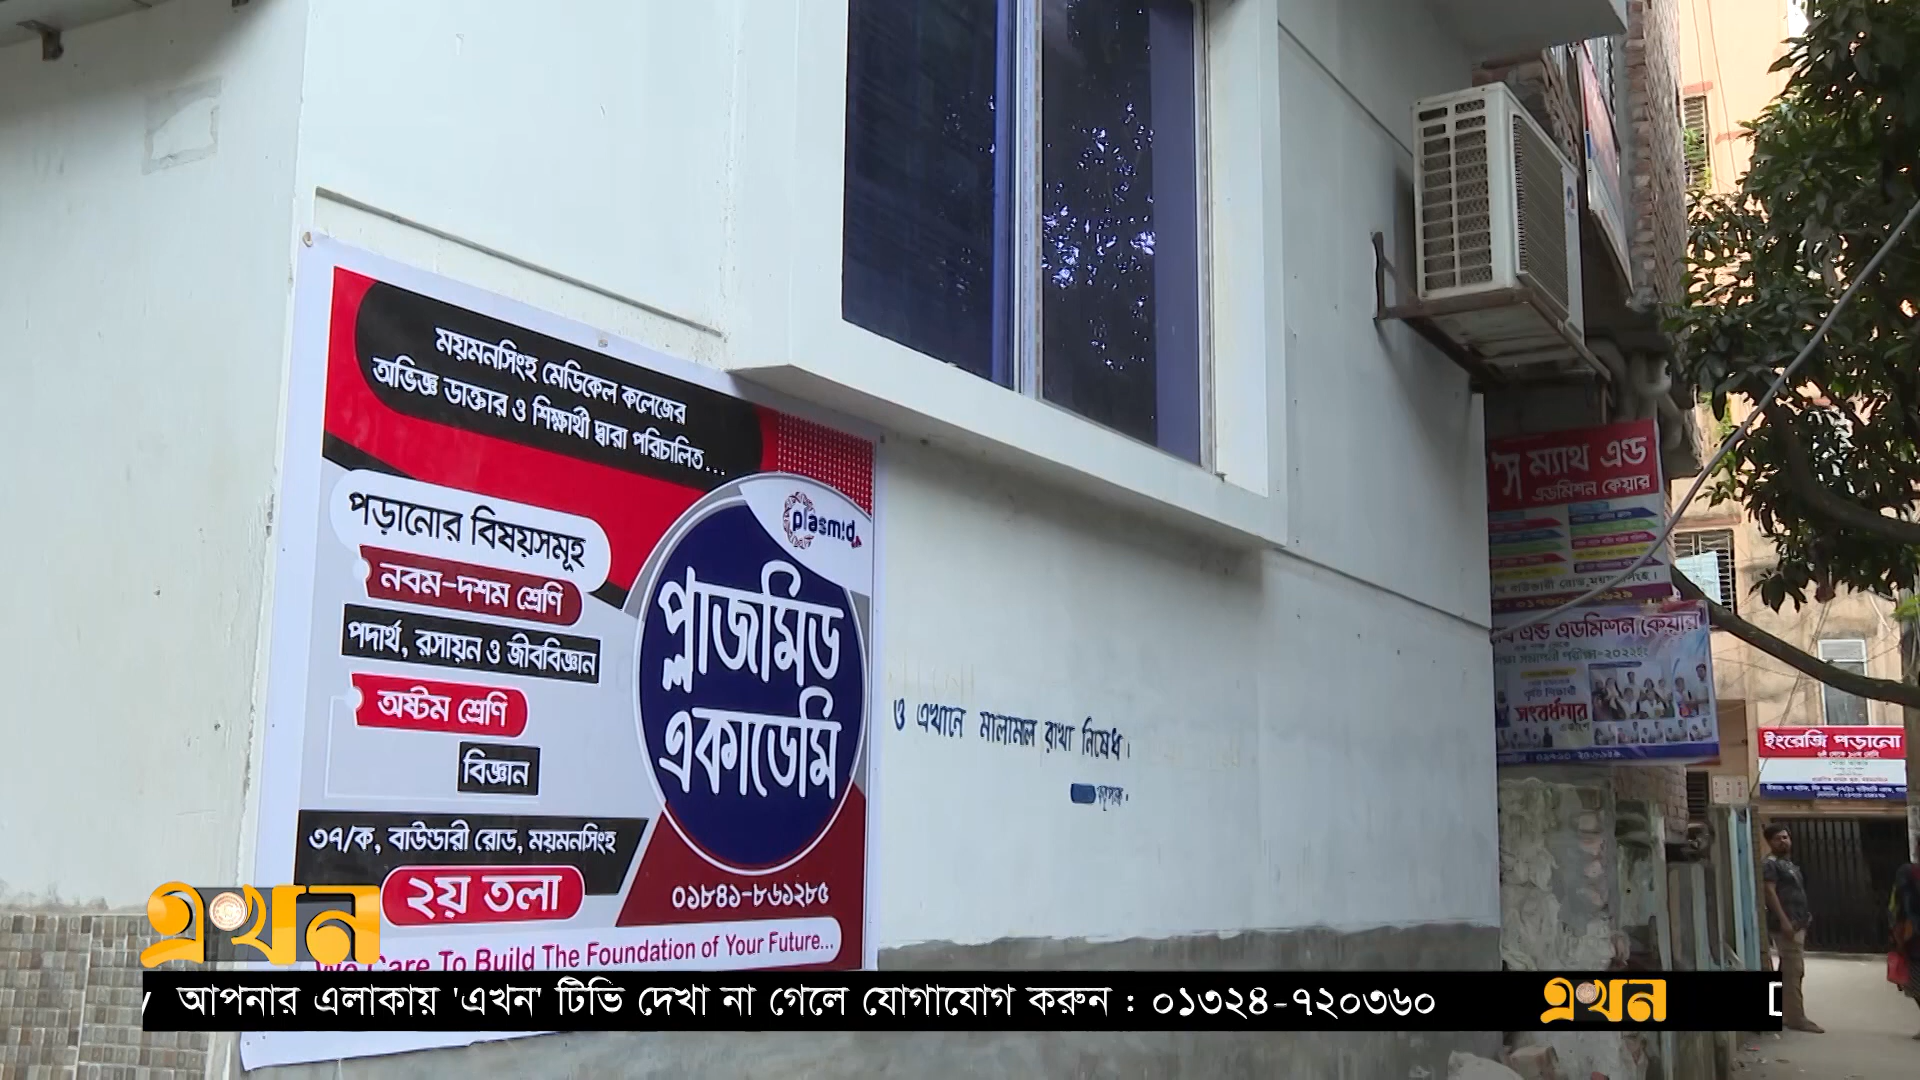 ময়মনসিংহ মেডিকেল কলেজের
অভিজ্ঞ ডাক্তার ও শিক্ষার্থী দ্বারা পরিচালিত...
plasmid
পড়ানোর বিষয়সমূহ
নবম-দশম শ্রেণি
পদার্থ, রসায়ন ও জীববিজ্ঞান
অষ্টম শ্রেণি
বিজ্ঞান
প্লাজমিড
একাডেমি
৩৭/ক, বাউন্ডারী রোড, ময়মনসিংহ
২য় তলা
০১৮৪১-৮৬১২৮৫
We Care To Build The Foundation of Your Future...
ও এখানে মালামল রাখা নিষেধ।
ম্যাথ এন্ড
এডমিশন কেয়ার
এন্ড এডমিশন কেয়ার
সংবর্ধনার
ইংরেজি পড়ানো
এখন
আপনার এলাকায় 'এখন' টিভি দেখা না গেলে যোগাযোগ করুন : ০১৩২৪-৭২০৩৬০
এখন